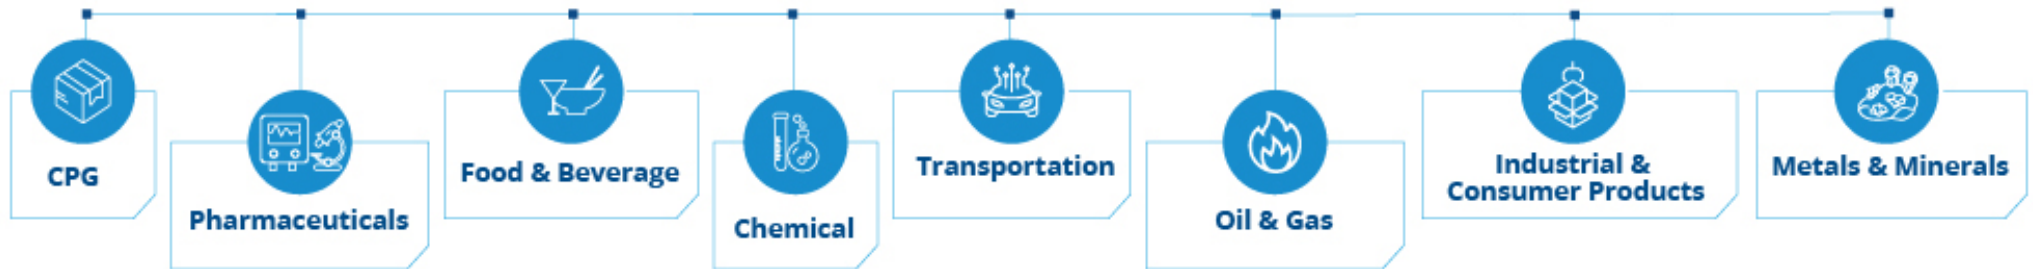 CPG
Pharmaceuticals
Food & Beverage
Chemical
Transportation
Oil & Gas
Industrial &
Consumer Products
Metals & Minerals